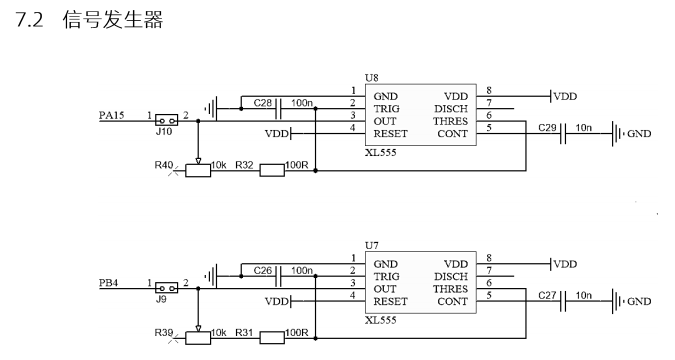 7.2 信号发生器
U8
1 GND VDD 8 VDD
C28 100n 2 TRIG DISCH 7
PA15 1 2 3 OUT THRES 6
J10 VDD 4 RESET CONT 5 C29 10n GND
XL555
R40 10k R32 100R
U7
1 GND VDD 8 VDD
C26 100n 2 TRIG DISCH 7
PB4 1 2 3 OUT THRES 6
J9 VDD 4 RESET CONT 5 C27 10n GND
XL555
R39 10k R31 100R